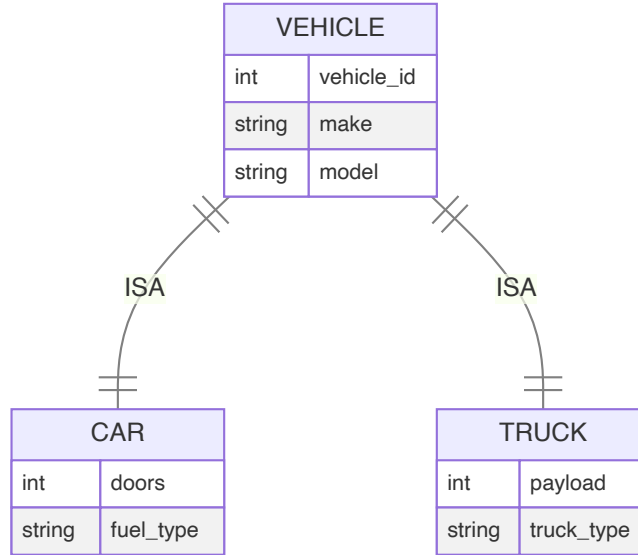 VEHICLE
int vehicle_id
string make
string model
ISA ISA
CAR TRUCK
int doors int payload
string fuel_type string truck_type